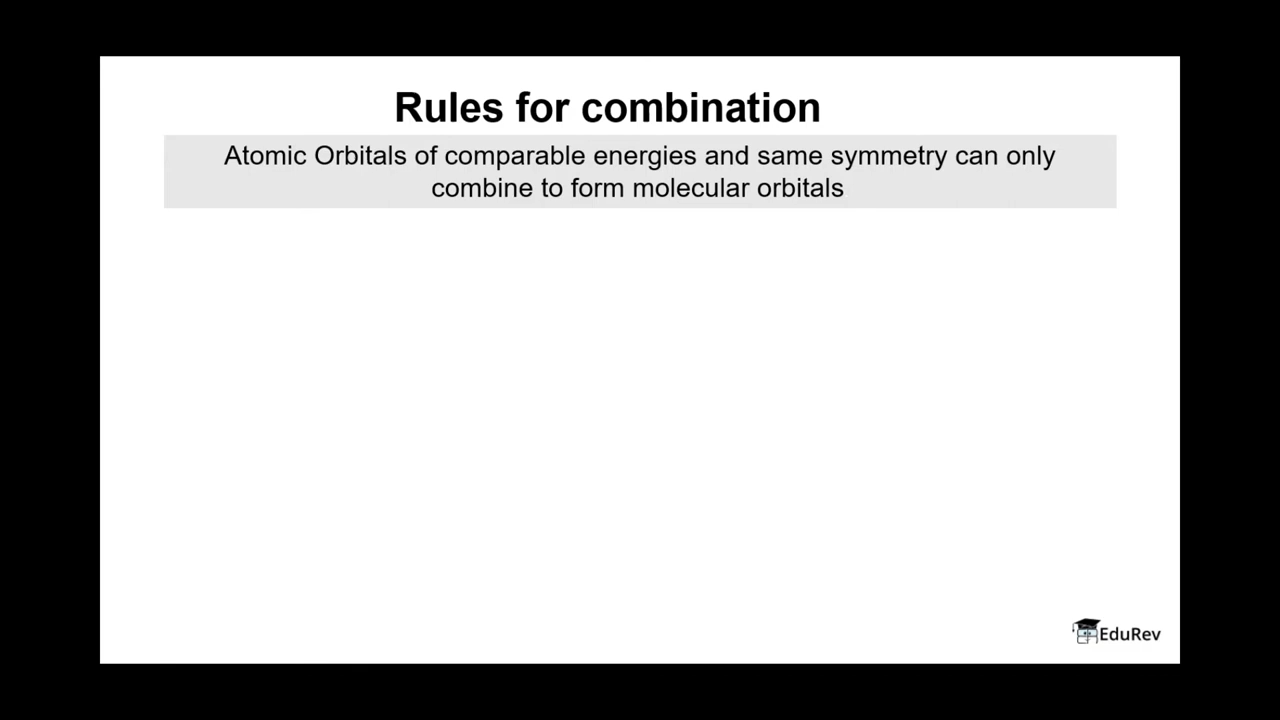 Rules for combination
Atomic Orbitals of comparable energies and same symmetry can only
combine to form molecular orbitals
EduRev